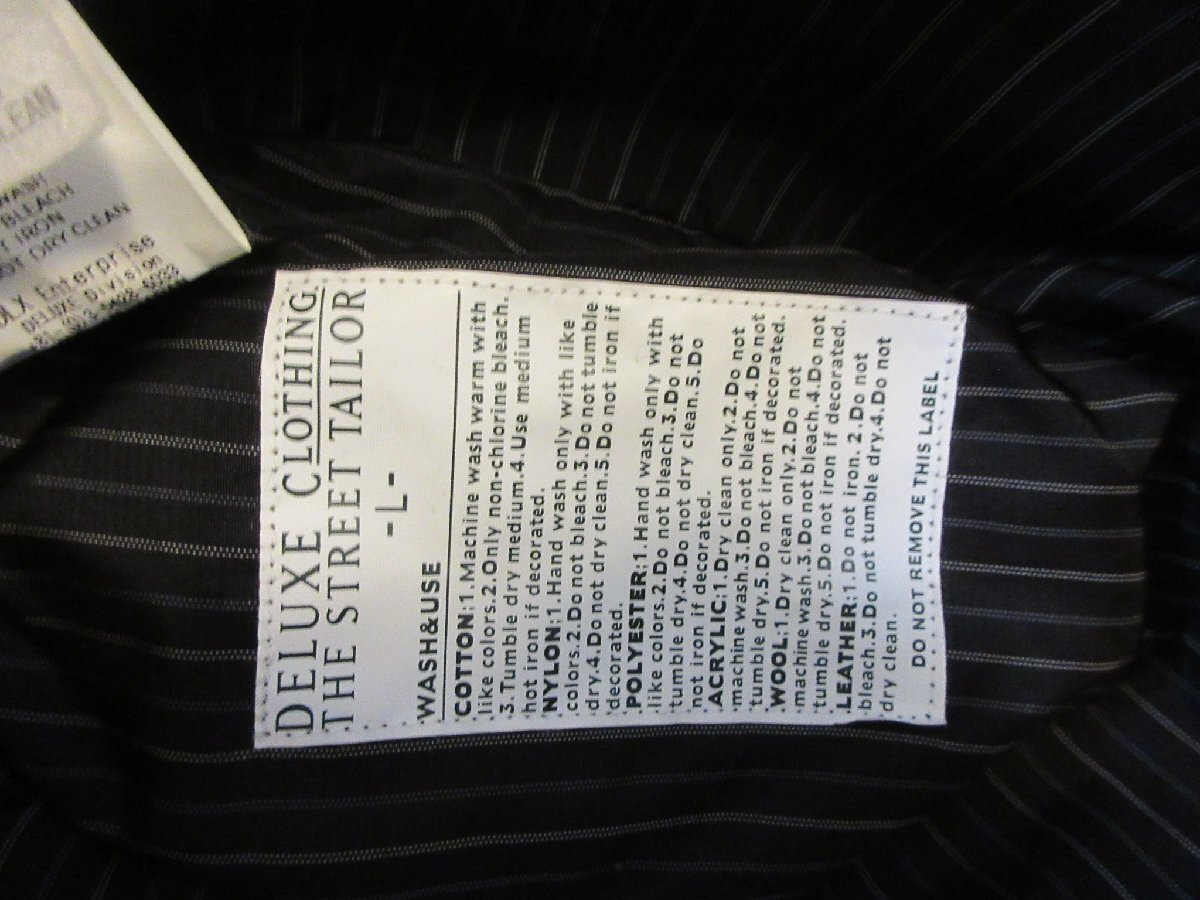 DELUXE CLOTHING.
THE STREET TAILOR
-L-
WASH&USE
COTTON:1.Machine wash warm with
like colors.2.Only non-chlorine bleach.
3.Tumble dry medium.4.Use medium
hot iron if decorated.
NYLON:1.Hand wash only with like
colors.2.Do not bleach.3.Do not tumble
dry.4.Do not dry clean.5.Do not iron if
decorated.
POLYESTER:1.Hand wash only with
like colors.2.Do not bleach.3.Do not
tumble dry.4.Do not dry clean.5.Do
not iron if decorated.
ACRYLIC:1.Dry clean only.2.Do not
machine wash.3.Do not bleach.4.Do not
tumble dry.5.Do not iron if decorated.
WOOL:1.Dry clean only.2.Do not
machine wash.3.Do not bleach.4.Do not
tumble dry.5.Do not iron if decorated.
LEATHER:1.Do not iron.2.Do not
bleach.3.Do not tumble dry.4.Do not
dry clean.
DO NOT REMOVE THIS LABEL
WASH
BLEACH
IRON
DRY CLEAN
Enterprise
DELUXE Division